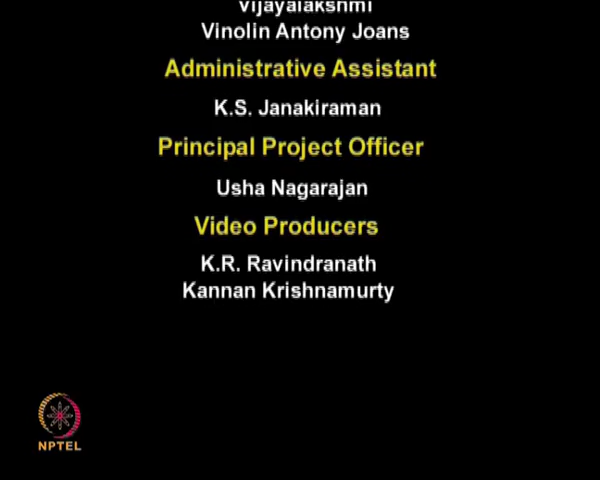 vijayalakshmi
Vinolin Antony Joans
Administrative Assistant
K.S. Janakiraman
Principal Project Officer
Usha Nagarajan
Video Producers
K.R. Ravindranath
Kannan Krishnamurty
NPTEL